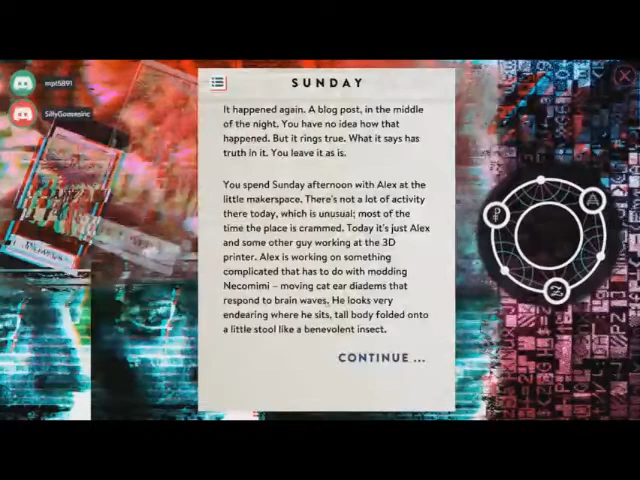 mpt5891
SillyGooseInc
SUNDAY
It happened again. A blog post, in the middle
of the night. You have no idea how that
happened. But it rings true. What it says has
truth in it. You leave it as is.
You spend Sunday afternoon with Alex at the
little makerspace. There's not a lot of activity
there today, which is unusual; most of the
time the place is crammed. Today it's just Alex
and some other guy working at the 3D
printer. Alex is working on something
complicated that has to do with modding
Necomimi – moving cat ear diadems that
respond to brain waves. He looks very
endearing where he sits, tall body folded onto
a little stool like a benevolent insect.
CONTINUE ...